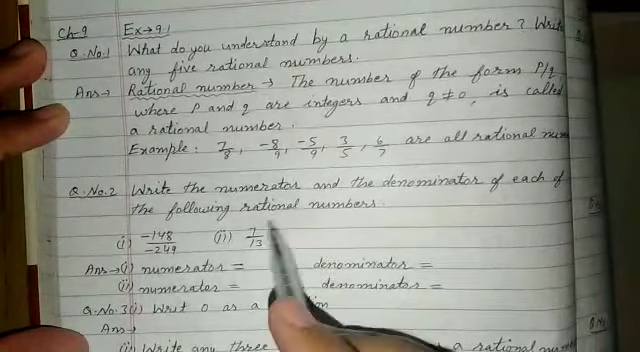 Ch-9 Ex→9.1
Q.No.1 What do you understand by a rational number? Write
any five rational numbers.
Ans→ Rational number → The number of the form P/q,
where P and q are integers and q ≠ 0, is called
a rational number.
Example: 7/8, -8/9, -5/9, 3/5, 6/7 are all rational num
Q.No.2 Write the numerator and the denominator of each of
the following rational numbers.
(i) -148/-249 (ii) 7/13
Ans→(i) numerator = denominator =
(ii) numerator = denominator =
Q.No.3(i) Writ 0 as a
Ans→
(ii) Write any three a rational num